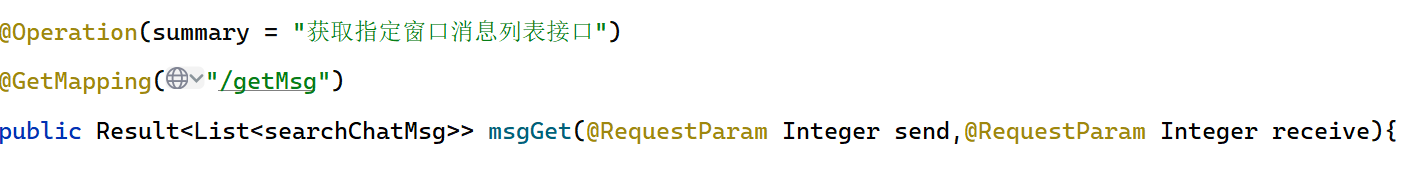 @Operation(summary = "获取指定窗口消息列表接口")
@GetMapping("/getMsg")
public Result<List<searchChatMsg>> msgGet(@RequestParam Integer send,@RequestParam Integer receive){